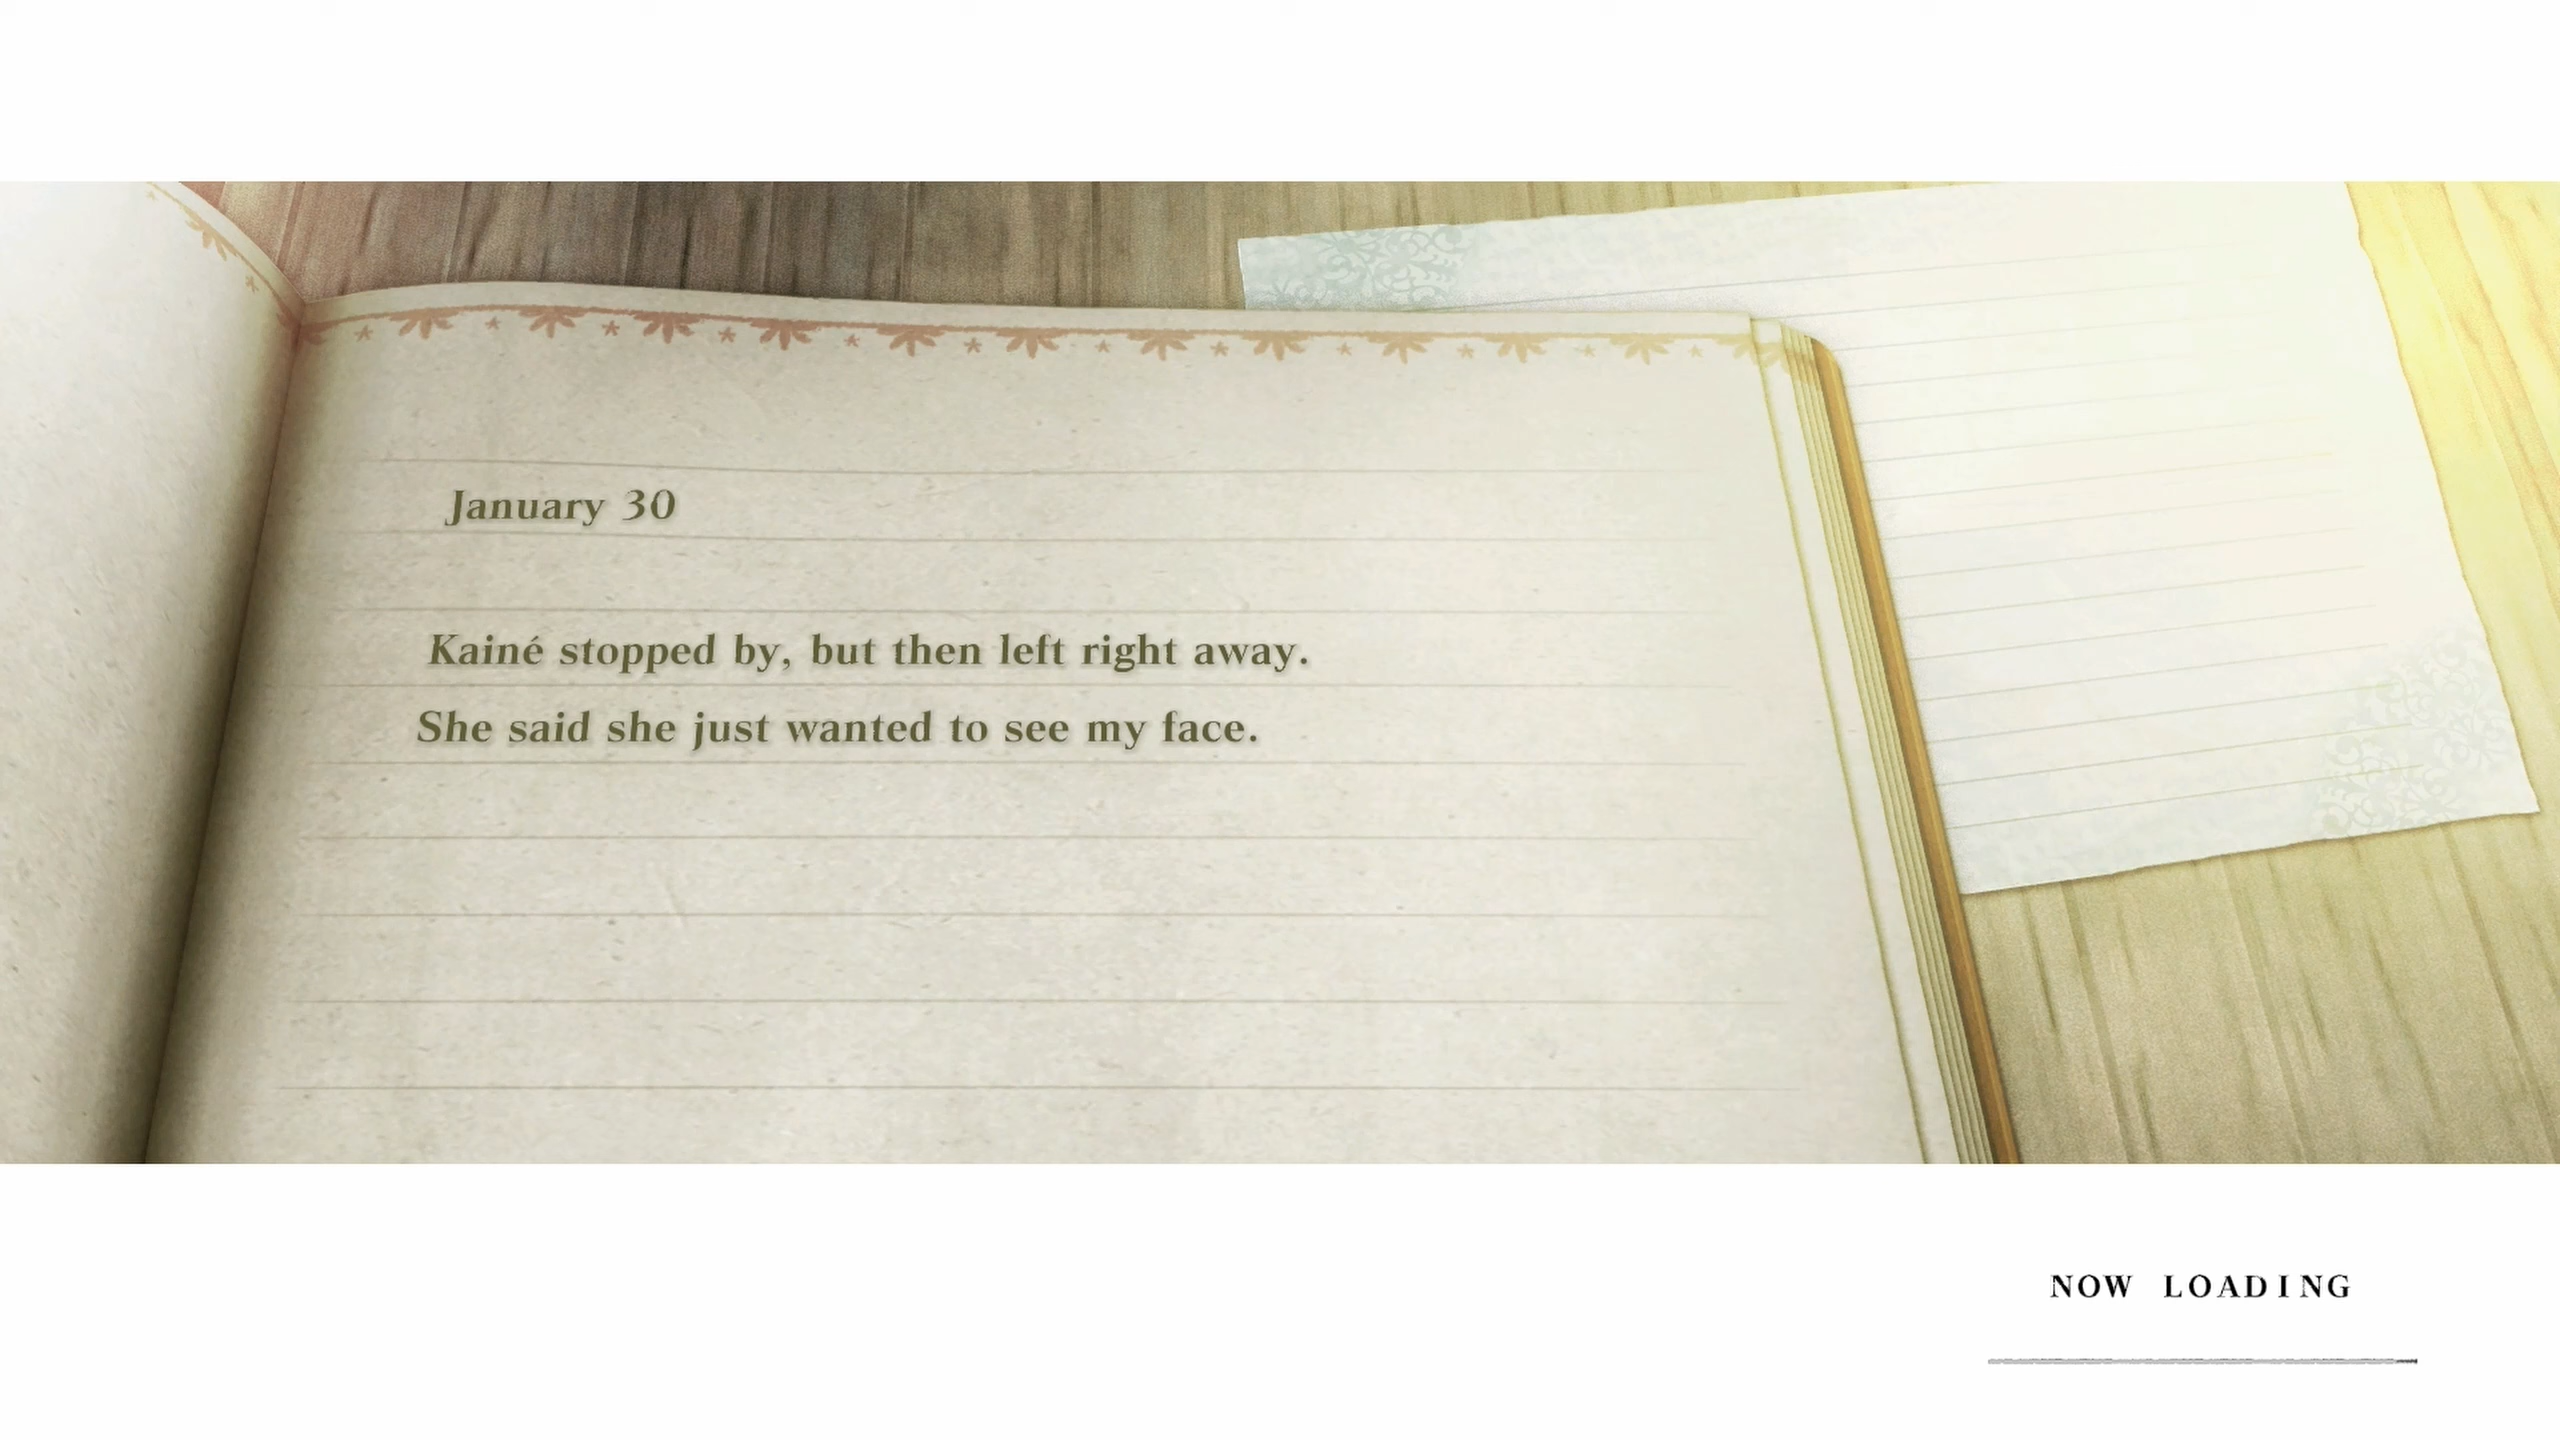 January 30
Kainé stopped by, but then left right away.
She said she just wanted to see my face.
NOW LOADING